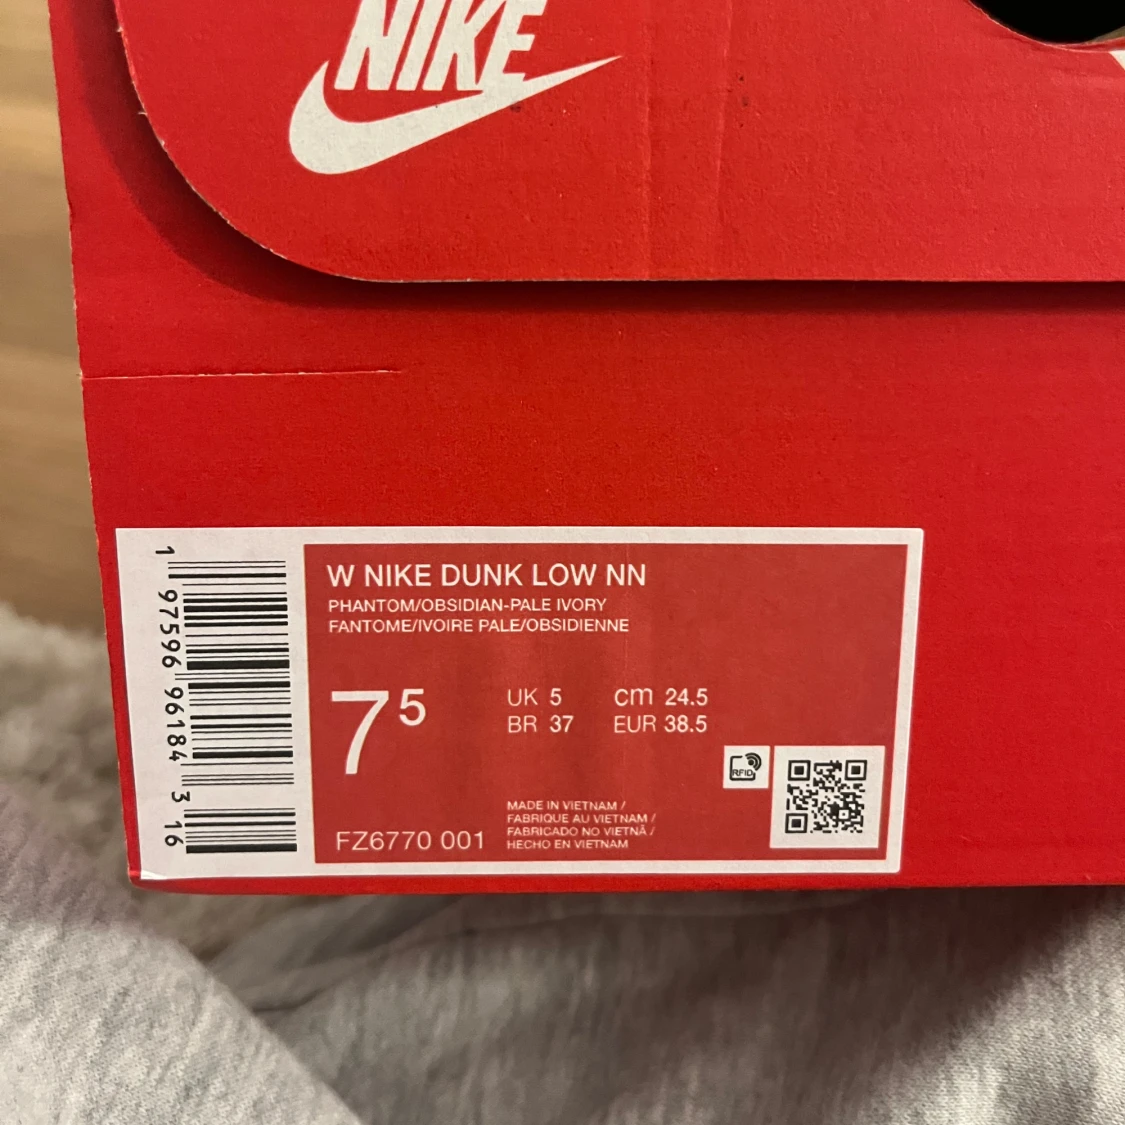 NIKE
1 97596 96184 3 16
W NIKE DUNK LOW NN
PHANTOM/OBSIDIAN-PALE IVORY
FANTOME/IVOIRE PALE/OBSIDIENNE
7 5
UK 5 cm 24.5
BR 37 EUR 38.5
RFID
MADE IN VIETNAM /
FABRIQUE AU VIETNAM /
FABRICADO NO VIETNÃ /
HECHO EN VIETNAM
FZ6770 001